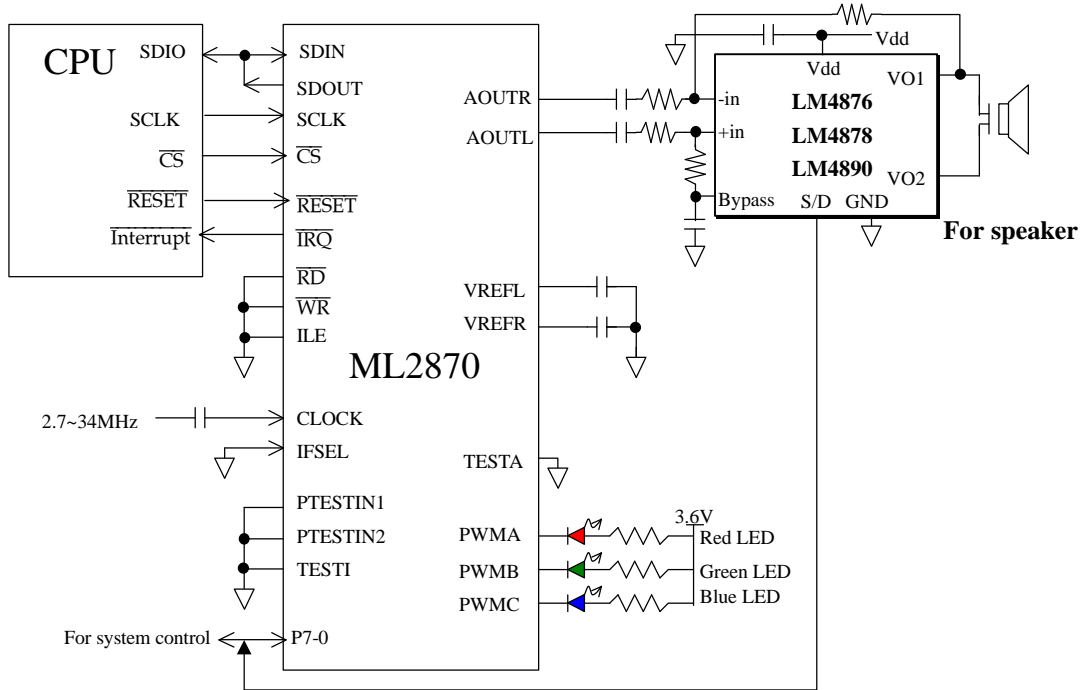 CPU
SDIO
SCLK
CS
RESET
Interrupt
SDIN
SDOUT
SCLK
CS
RESET
IRQ
RD
WR
ILE
ML2870
2.7~34MHz
CLOCK
IFSEL
PTESTIN1
PTESTIN2
TESTI
For system control
P7-0
AOUTR
AOUTL
VREFL
VREFR
TESTA
PWMA
PWMB
PWMC
3.6V
Red LED
Green LED
Blue LED
Vdd
Vdd
VO1
-in
LM4876
+in
LM4878
LM4890
VO2
Bypass
S/D
GND
For speaker